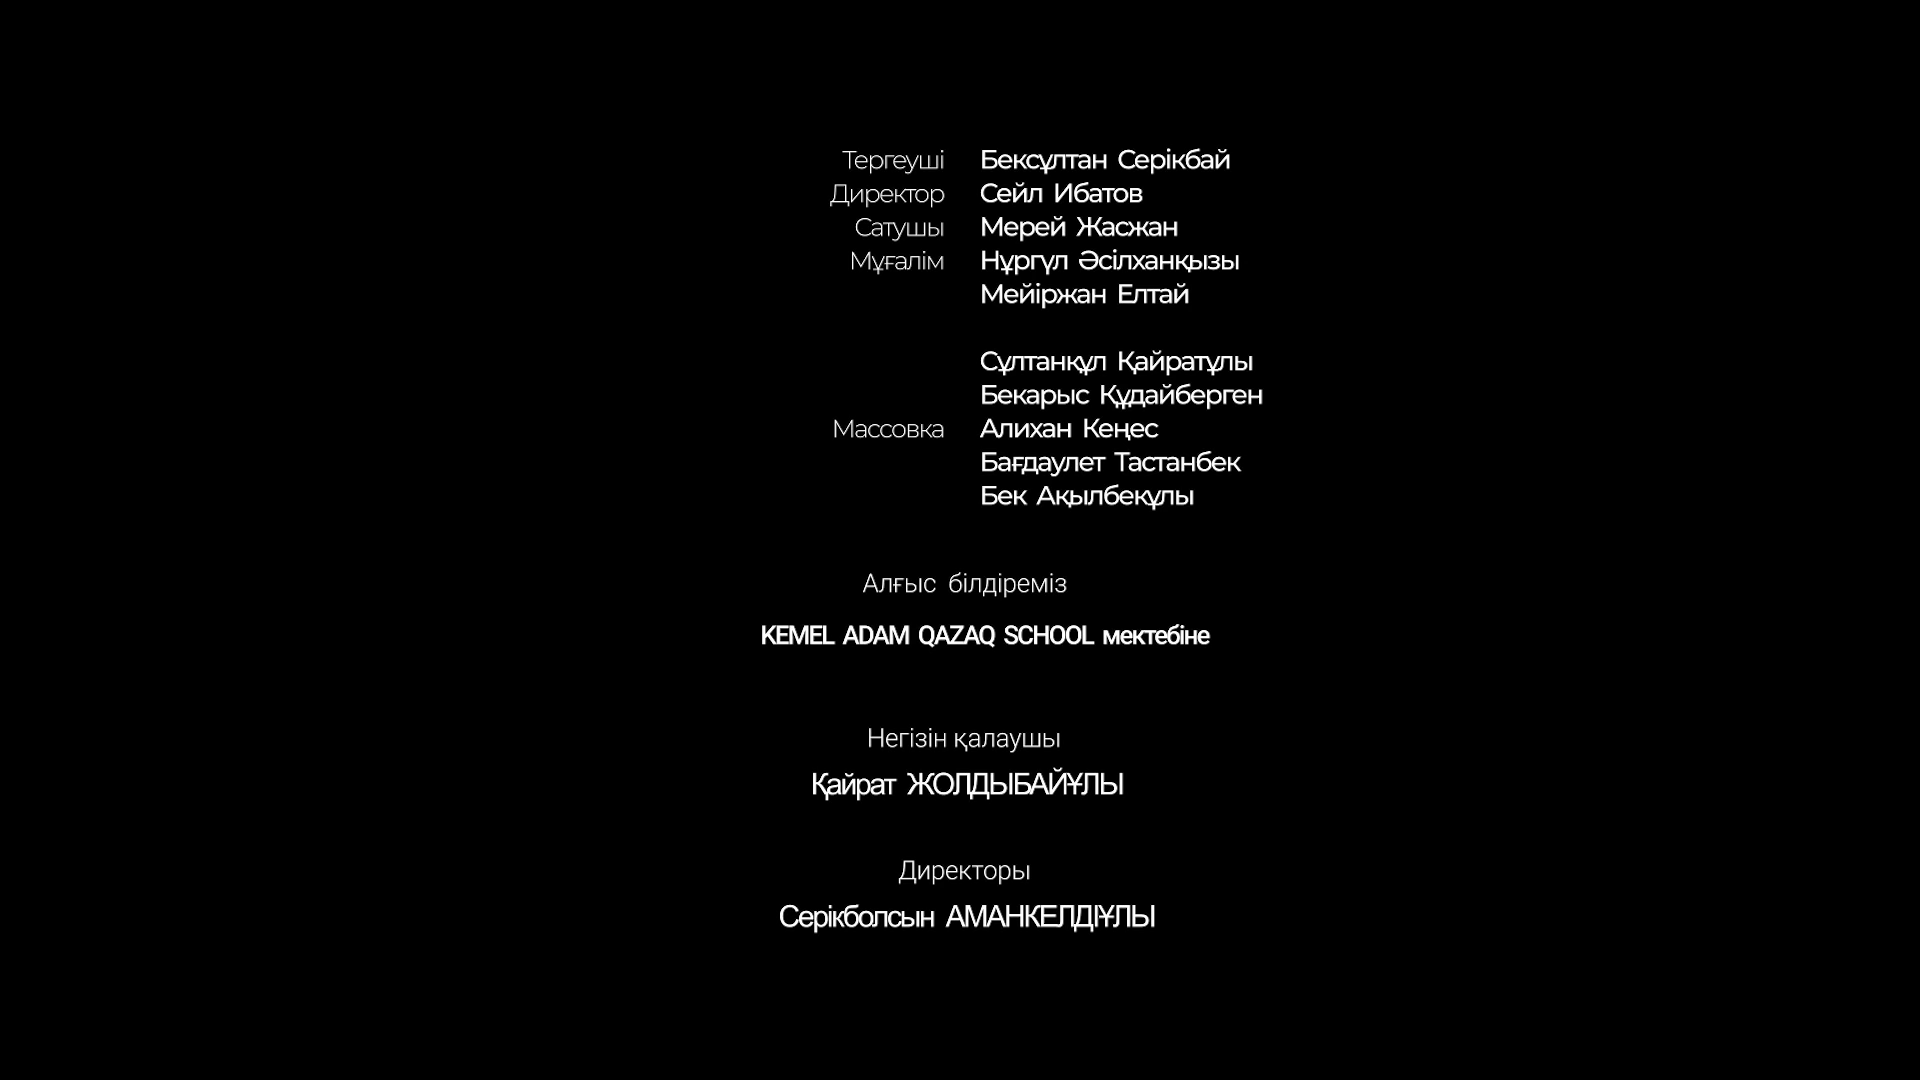 Тергеуші Бексұлтан Серікбай
Директор Сейл Ибатов
Сатушы Мерей Жасжан
Мұғалім Нұргүл Әсілханқызы
Мейіржан Елтай
Сұлтанқұл Қайратұлы
Бекарыс Құдайберген
Массовка Алихан Кеңес
Бағдаулет Тастанбек
Бек Ақылбекұлы
Алғыс білдіреміз
KEMEL ADAM QAZAQ SCHOOL мектебіне
Негізін қалаушы
Қайрат ЖОЛДЫБАЙҰЛЫ
Директоры
Серікболсын АМАНКЕЛДІҰЛЫ